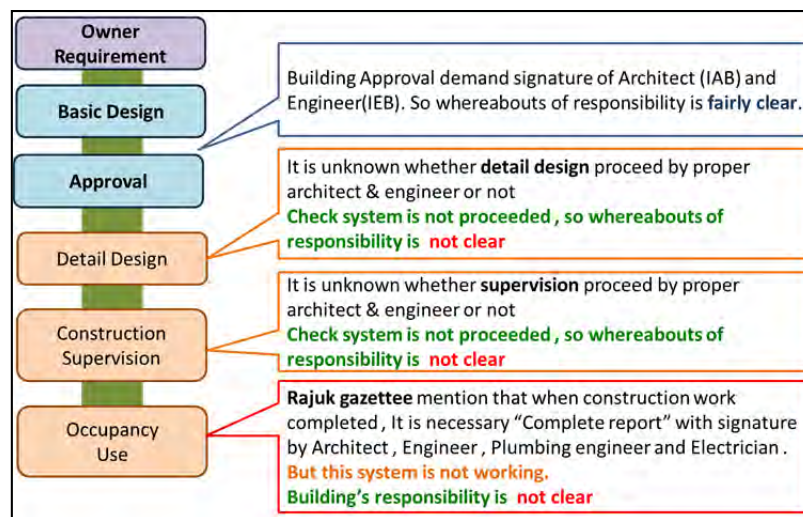 Owner
Requirement
Building Approval demand signature of Architect (IAB) and
Engineer(IEB). So whereabouts of responsibility is fairly clear.
Basic Design
Approval
It is unknown whether detail design proceed by proper
architect & engineer or not
Check system is not proceeded , so whereabouts of
responsibility is not clear
Detail Design
It is unknown whether supervision proceed by proper
architect & engineer or not
Check system is not proceeded , so whereabouts of
responsibility is not clear
Construction
Supervision
Rajuk gazettee mention that when construction work
completed , It is necessary “Complete report” with signature
by Architect , Engineer , Plumbing engineer and Electrician .
But this system is not working.
Building’s responsibility is not clear
Occupancy
Use